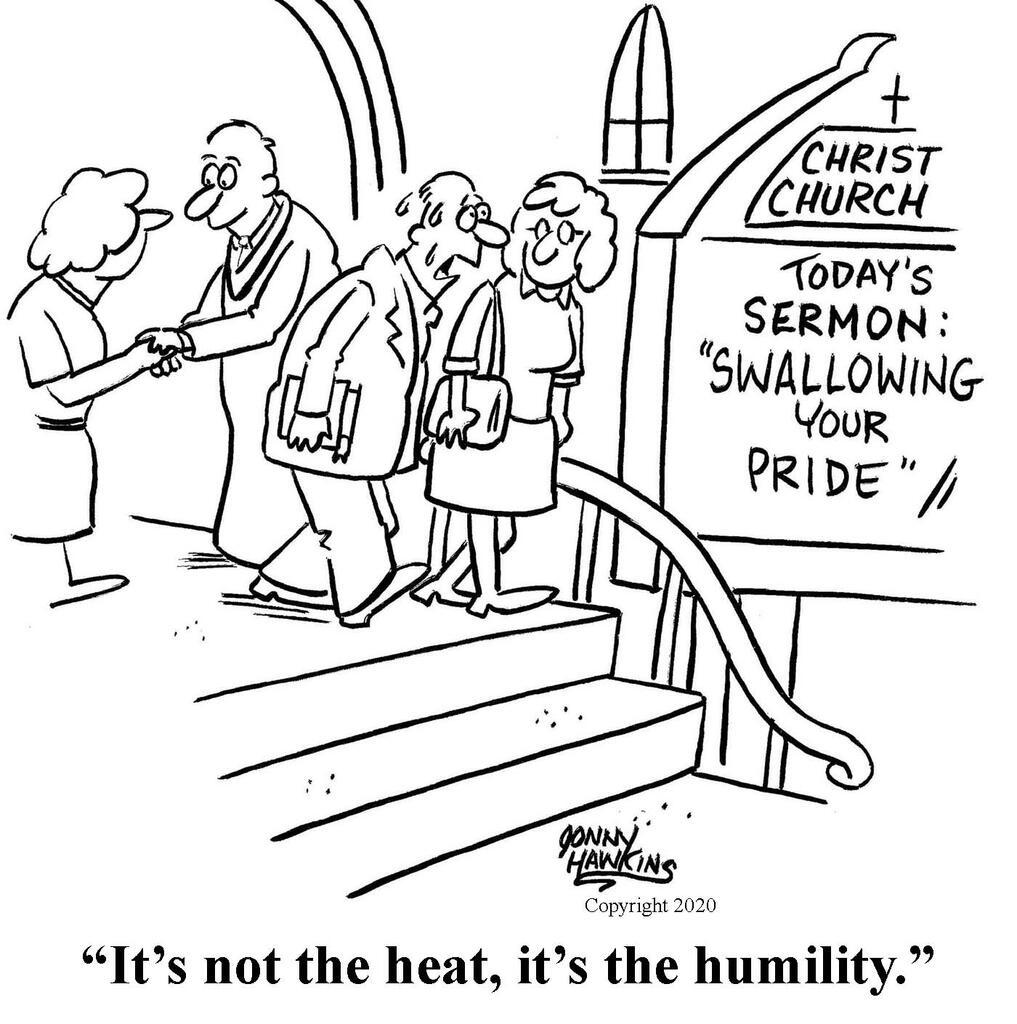 CHRIST
CHURCH
TODAY'S
SERMON:
"SWALLOWING
YOUR
PRIDE"
JONNY
HAWKINS
Copyright 2020
“It’s not the heat, it’s the humility.”